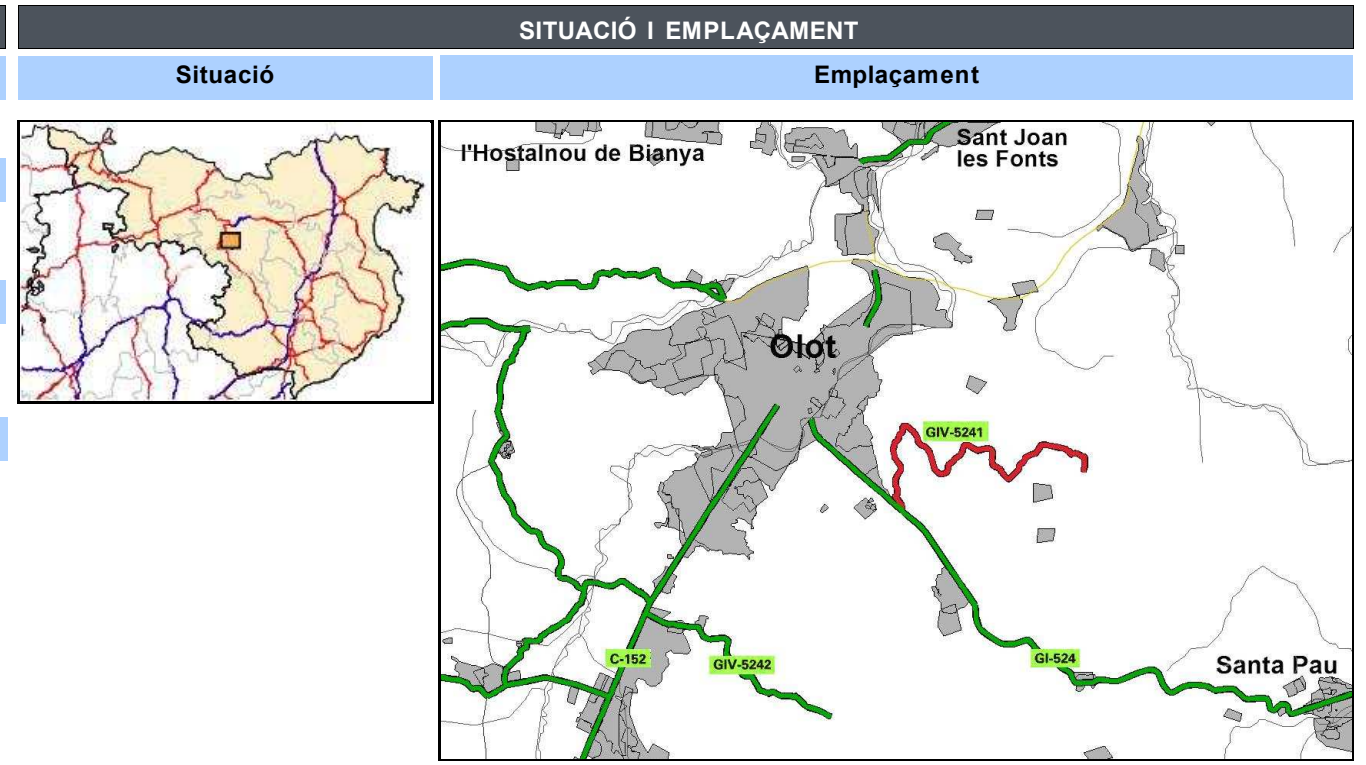 SITUACIÓ I EMPLAÇAMENT
Situació
Emplaçament
l'Hostalnou de Bianya
Sant Joan
les Fonts
Olot
GIV-5241
C-152
GIV-5242
GI-524
Santa Pau